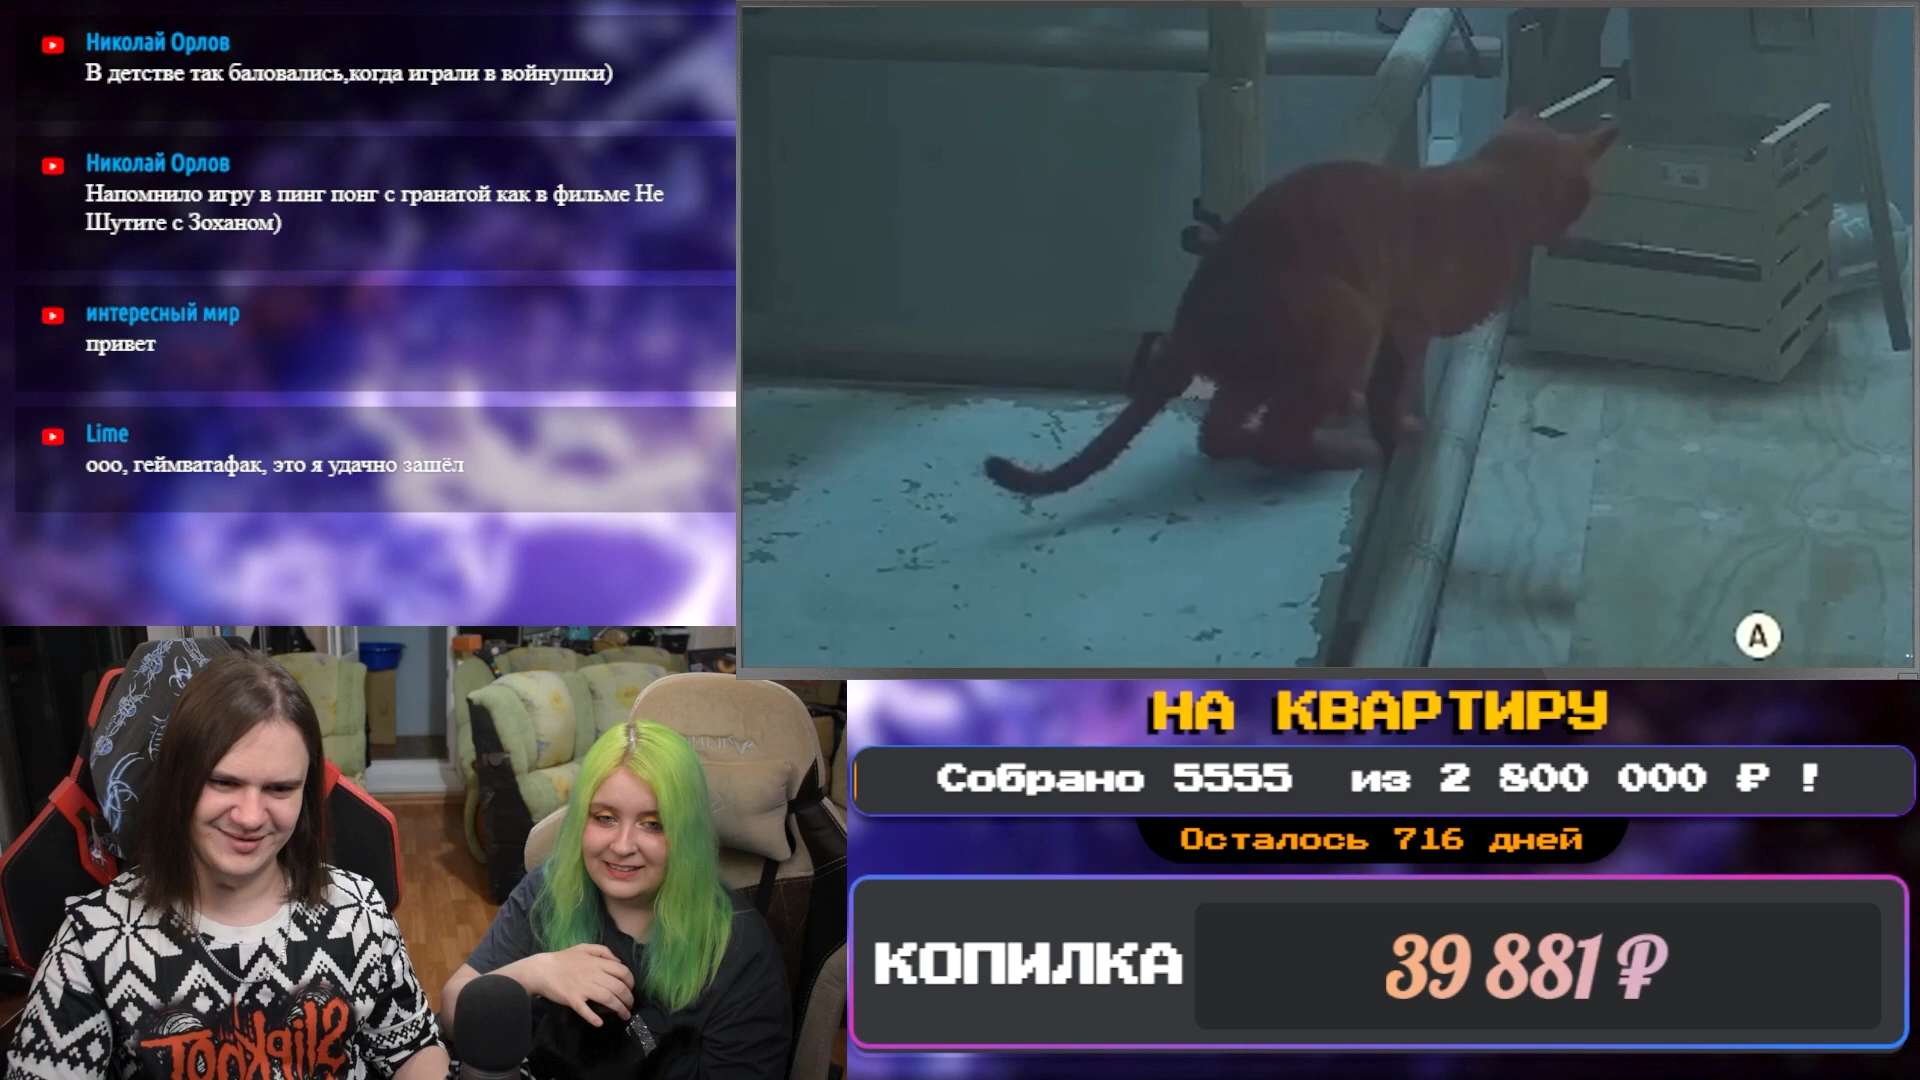 Николай Орлов
В детстве так баловались,когда играли в войнушки)
Николай Орлов
Напомнило игру в пинг понг с гранатой как в фильме Не
Шутите с Зоханом)
интересный мир
привет
Lime
ооо, геймватафак, это я удачно зашёл
A
НА КВАРТИРУ
Собрано 5555 из 2 800 000 ₽ !
Осталось 716 дней
КОПИЛКА
39 881 ₽
SlipKnoT